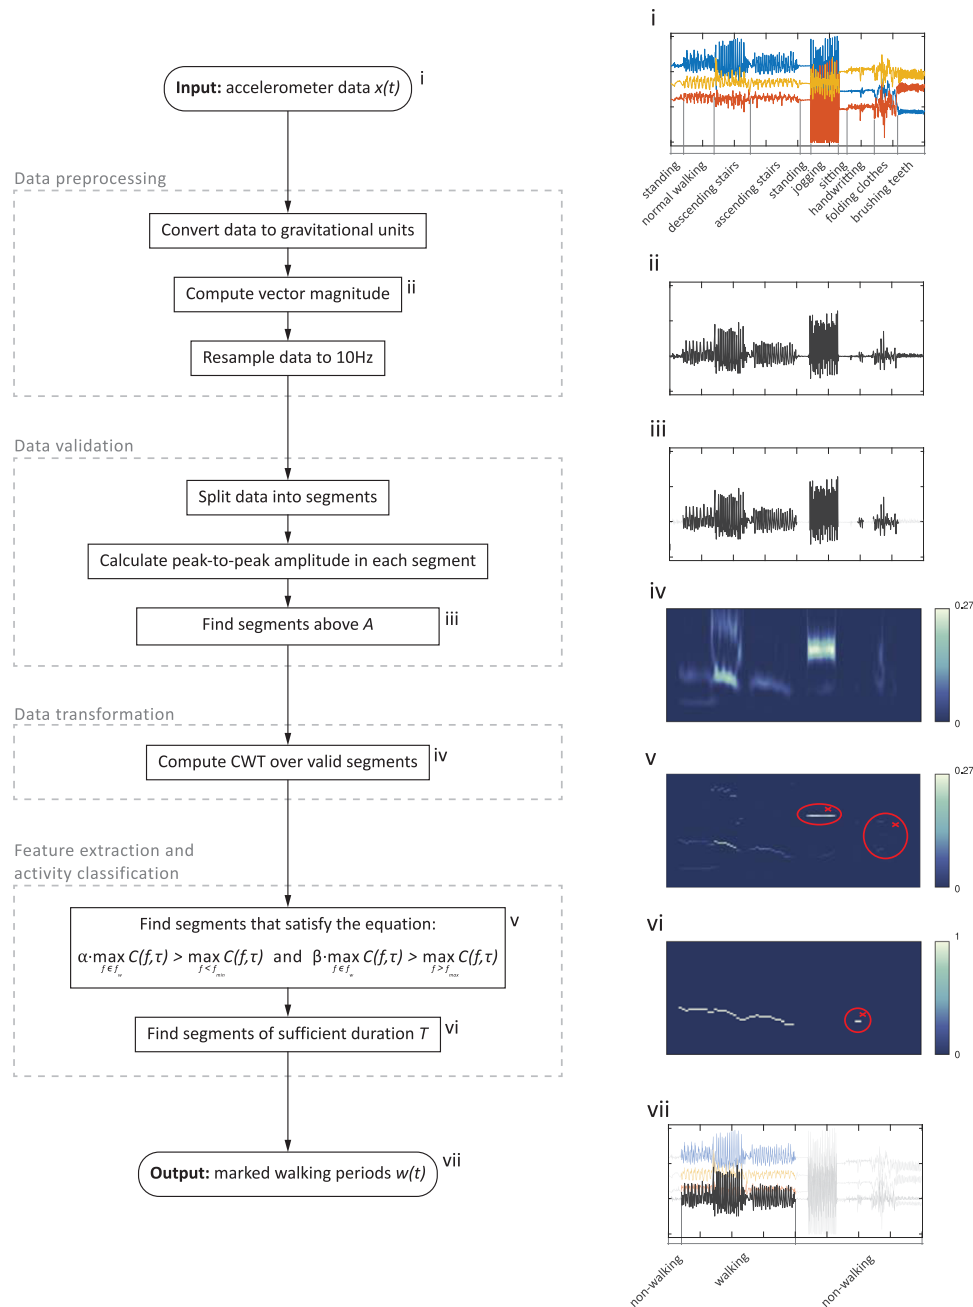 Input: accelerometer data x(t)
i
Data preprocessing
Convert data to gravitational units
Compute vector magnitude
ii
Resample data to 10Hz
Data validation
Split data into segments
Calculate peak-to-peak amplitude in each segment
Find segments above A
iii
Data transformation
Compute CWT over valid segments
iv
Feature extraction and
activity classification
Find segments that satisfy the equation:
v
α·max C(f,τ) > max C(f,τ) and β·max C(f,τ) > max C(f,τ)
f ∈ fw f < fmin f ∈ fw f > fmax
Find segments of sufficient duration T
vi
Output: marked walking periods w(t)
vii
i
standing
normal walking
descending stairs
ascending stairs
standing
jogging
sitting
handwritting
folding clothes
brushing teeth
ii
iii
iv
0.27
0
v
0.27
0
vi
1
0
vii
non-walking
walking
non-walking